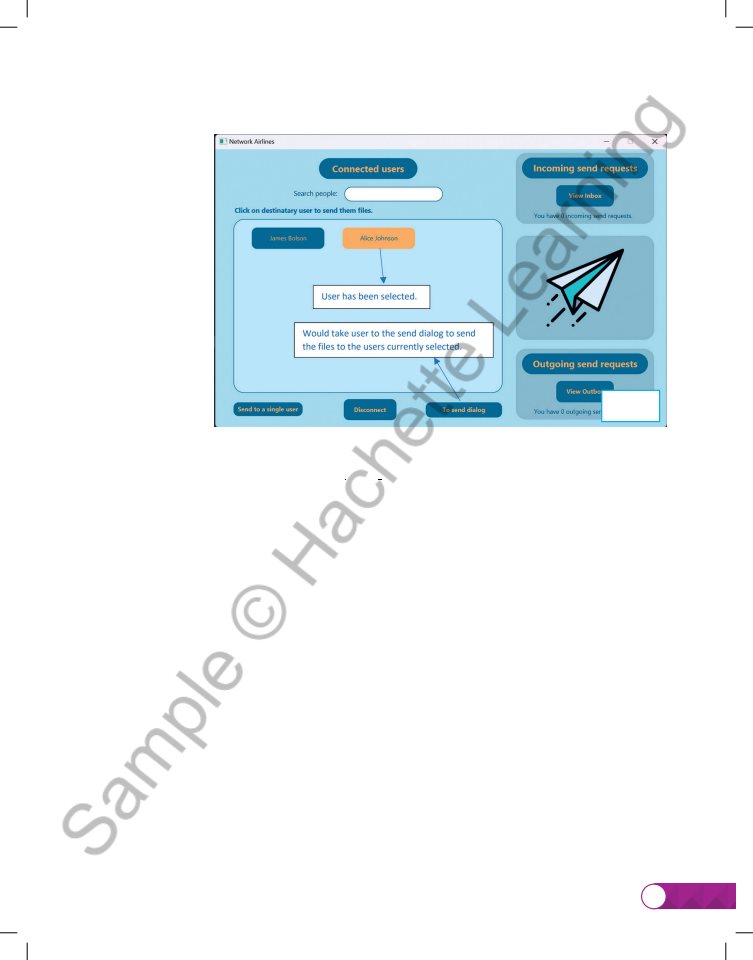 Network Airlines
Connected users
Search people:
Click on destinatary user to send them files.
James Bolson
Alice Johnson
User has been selected.
Would take user to the send dialog to send
the files to the users currently selected.
Send to a single user
Disconnect
To send dialog
Incoming send requests
View Inbox
You have 0 incoming send requests.
Outgoing send requests
View Outbox
You have 0 outgoing
Sample © Hachette Learning